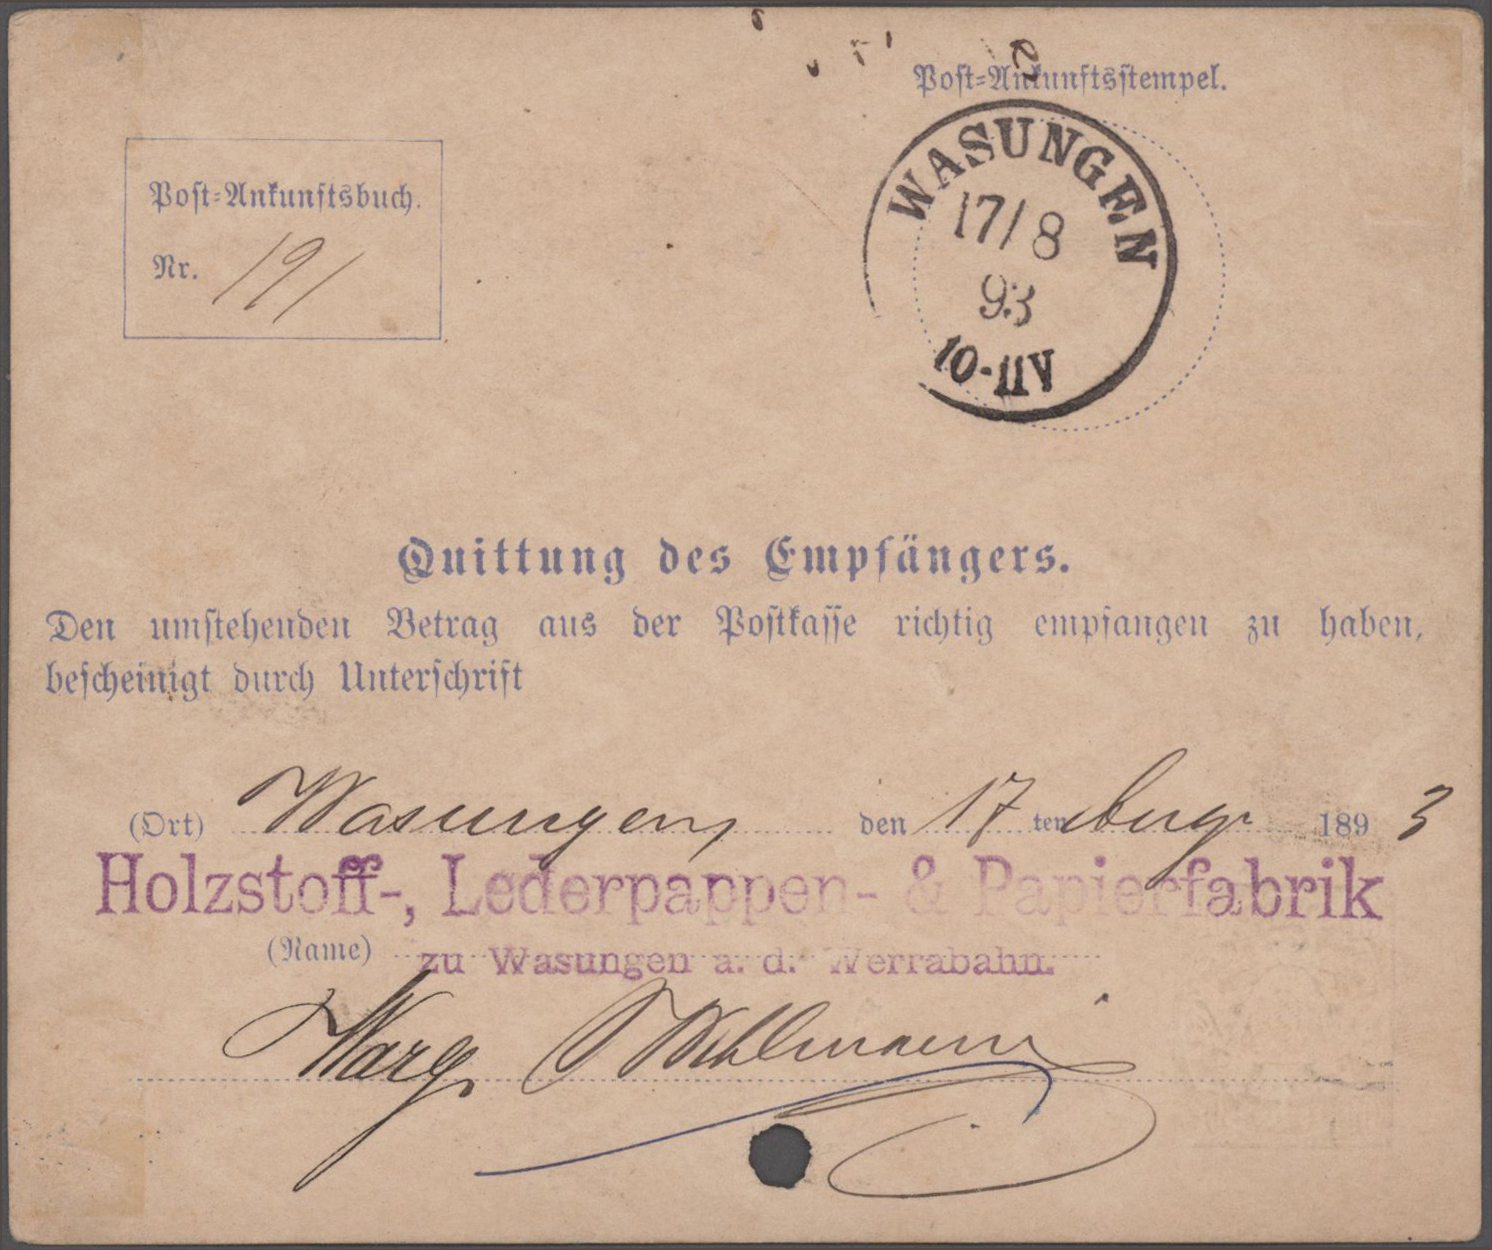 Post-Ankunftsstempel.
WASUNGEN
17/8
93
10-11V
Post-Ankunftsbuch.
Nr. 191
Quittung des Empfängers.
Den umstehenden Betrag aus der Postkasse richtig empfangen zu haben,
bescheinigt durch Unterschrift
(Ort) Wasungen, den 17 ten Aug. 1893
Holzstoff-, Lederpappen- & Papierfabrik
(Name) zu Wasungen a. d. Werrabahn.